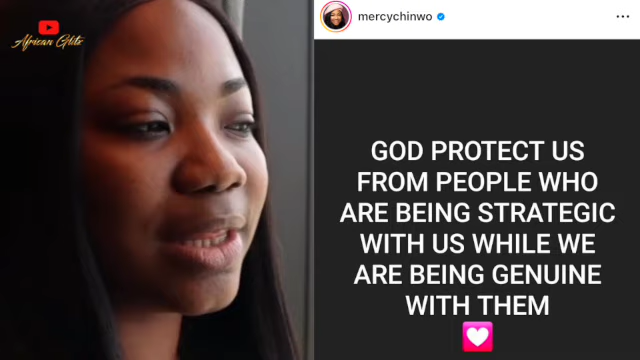 African Glitz
mercychinwo
GOD PROTECT US
FROM PEOPLE WHO
ARE BEING STRATEGIC
WITH US WHILE WE
ARE BEING GENUINE
WITH THEM